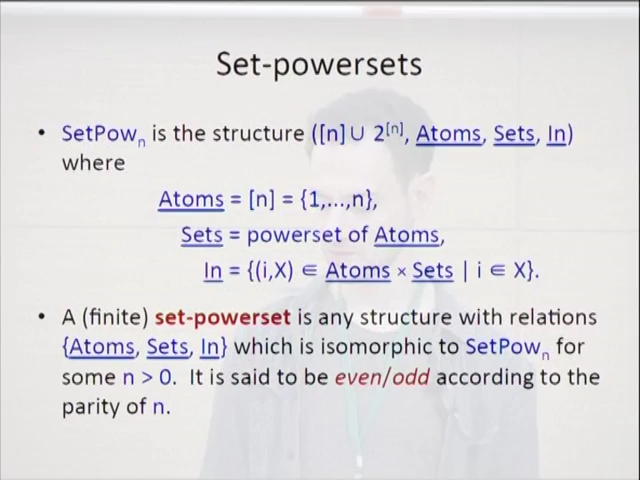 Set-powersets
• SetPowₙ is the structure ([n] ∪ 2^[n], Atoms, Sets, In)
where
Atoms = [n] = {1,...,n},
Sets = powerset of Atoms,
In = {(i,X) ∈ Atoms × Sets | i ∈ X}.
• A (finite) set-powerset is any structure with relations
{Atoms, Sets, In} which is isomorphic to SetPowₙ for
some n > 0. It is said to be even/odd according to the
parity of n.